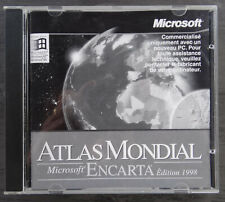 Microsoft
Commercialisé
uniquement avec un
nouveau PC. Pour
toute assistance
technique, veuillez
contacter le fabricant
de votre ordinateur.
ATLAS MONDIAL
Microsoft ENCARTA Édition 1998